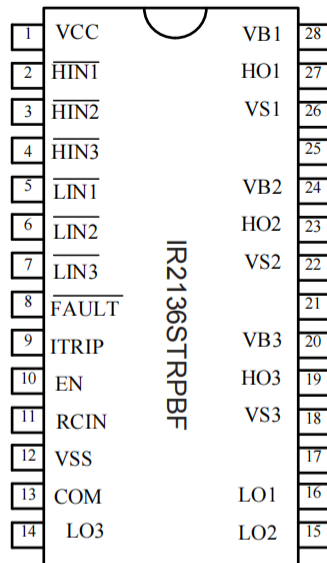 1 VCC VB1 28
2 HIN1 HO1 27
3 HIN2 VS1 26
4 HIN3 25
5 LIN1 VB2 24
6 LIN2 HO2 23
7 LIN3 VS2 22
8 FAULT 21
9 ITRIP VB3 20
10 EN HO3 19
11 RCIN VS3 18
12 VSS 17
13 COM LO1 16
14 LO3 LO2 15
IR2136STRPBF